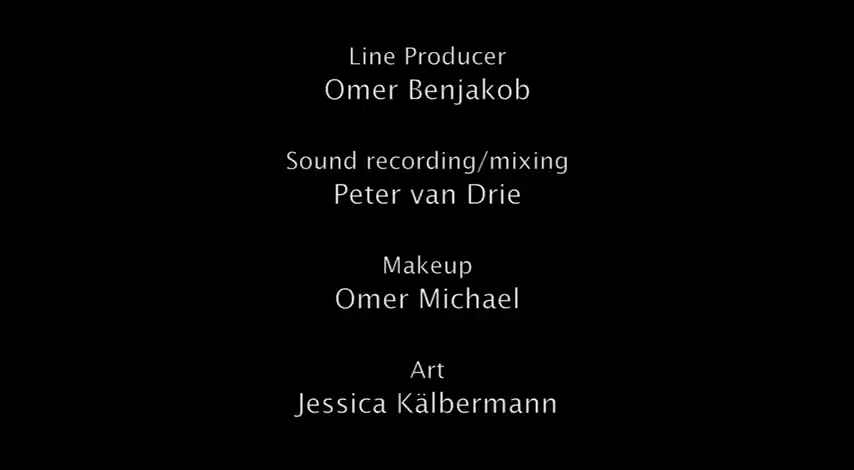 Line Producer
Omer Benjakob
Sound recording/mixing
Peter van Drie
Makeup
Omer Michael
Art
Jessica Kälbermann